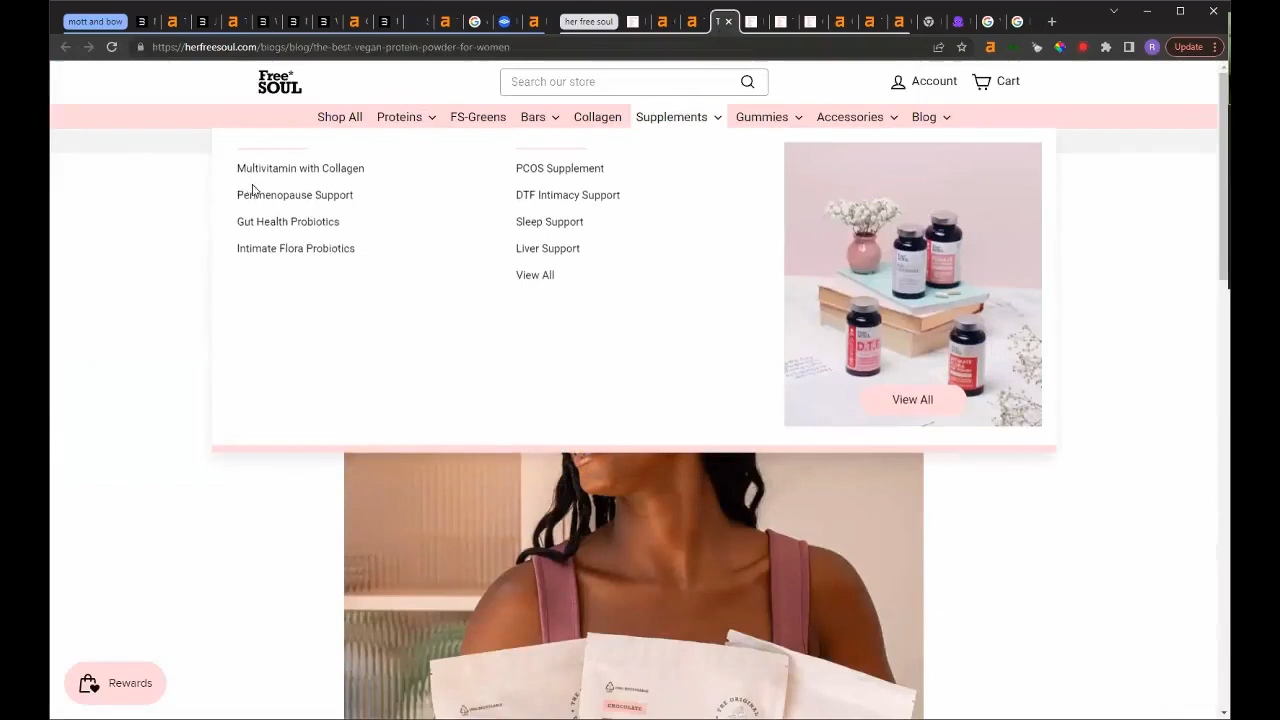 mott and bow
her free soul
https://herfreesoul.com/blogs/blog/the-best-vegan-protein-powder-for-women
R
Update
Free*
SOUL
Search our store
Account
Cart
Shop All
Proteins
FS-Greens
Bars
Collagen
Supplements
Gummies
Accessories
Blog
Multivitamin with Collagen
Perimenopause Support
Gut Health Probiotics
Intimate Flora Probiotics
PCOS Supplement
DTF Intimacy Support
Sleep Support
Liver Support
View All
D.T.F
View All
CHOCOLATE
THE ORIGINAL
Rewards